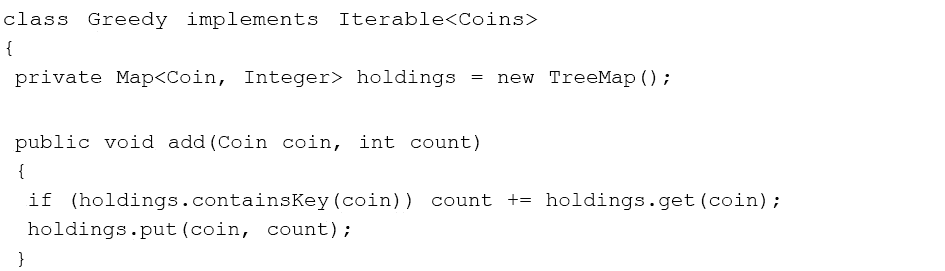 class Greedy implements Iterable<Coins>
{
private Map<Coin, Integer> holdings = new TreeMap();
public void add(Coin coin, int count)
{
if (holdings.containsKey(coin)) count += holdings.get(coin);
holdings.put(coin, count);
}